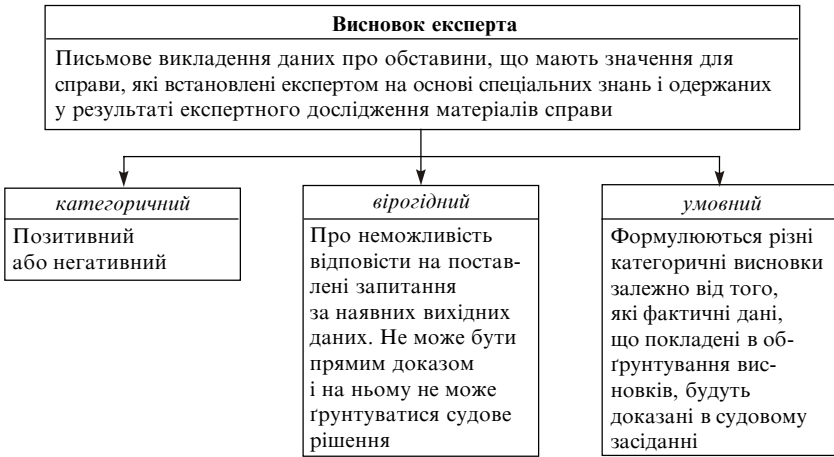 Висновок експерта
Письмове викладення даних про обставини, що мають значення для
справи, які встановлені експертом на основі спеціальних знань і одержаних
у результаті експертного дослідження матеріалів справи
категоричний
Позитивний
або негативний
вірогідний
Про неможливість
відповісти на постав-
лені запитання
за наявних вихідних
даних. Не може бути
прямим доказом
і на ньому не може
ґрунтуватися судове
рішення
умовний
Формулюються різні
категоричні висновки
залежно від того,
які фактичні дані,
що покладені в об-
ґрунтування вис-
новків, будуть
доказані в судовому
засіданні